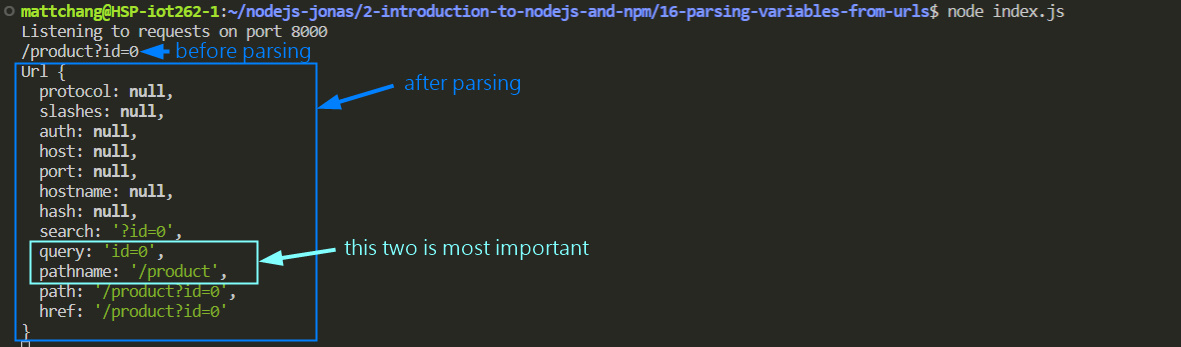 mattchang@HSP-iot262-1:~/nodejs-jonas/2-introduction-to-nodejs-and-npm/16-parsing-variables-from-urls$ node index.js
Listening to requests on port 8000
/product?id=0 before parsing
Url {
after parsing
protocol: null,
slashes: null,
auth: null,
host: null,
port: null,
hostname: null,
hash: null,
search: '?id=0',
query: 'id=0', this two is most important
pathname: '/product',
path: '/product?id=0',
href: '/product?id=0'
}